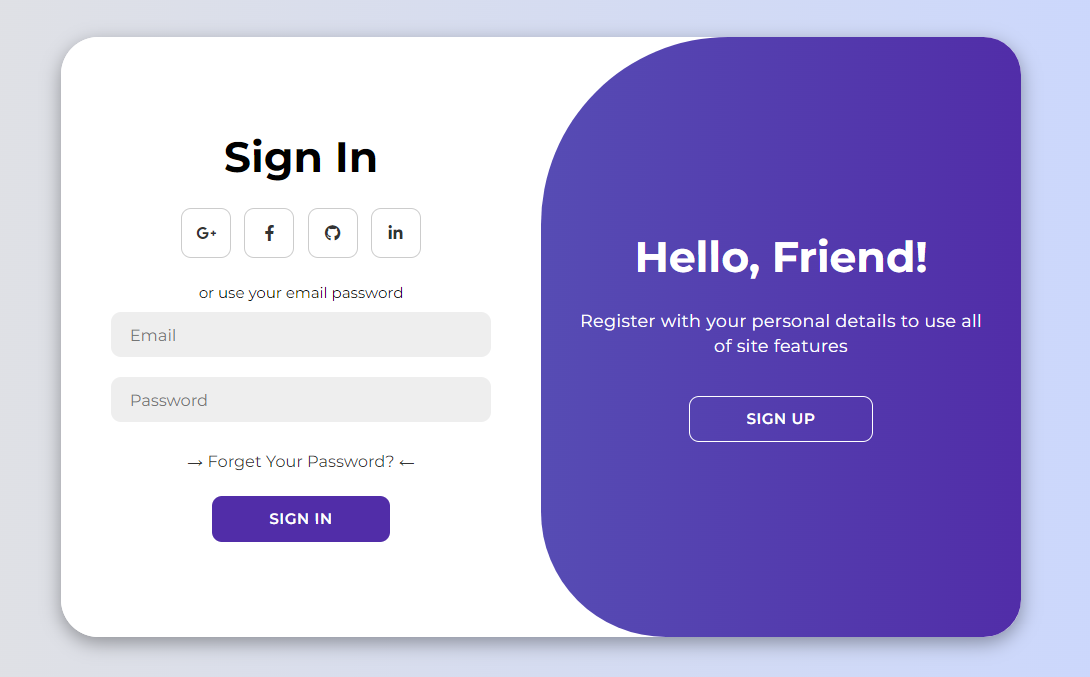 Sign In
G+
f
in
or use your email password
Email
Password
→ Forget Your Password? ←
SIGN IN
Hello, Friend!
Register with your personal details to use all
of site features
SIGN UP